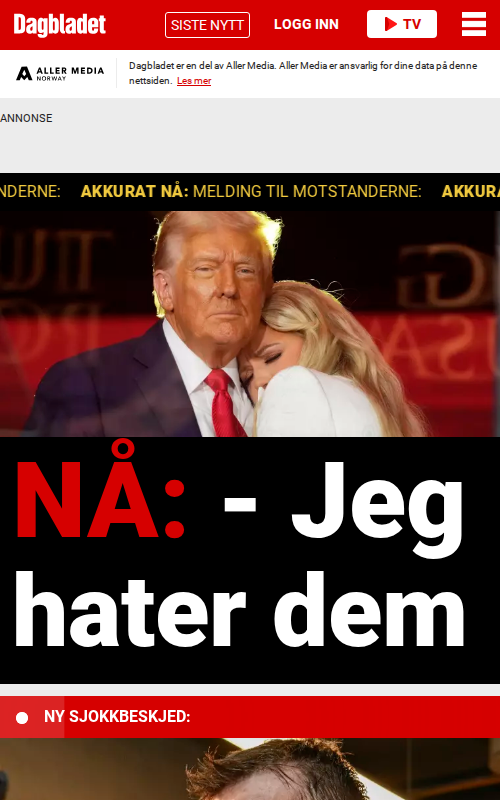 Dagbladet SISTE NYTT LOGG INN TV
ALLER MEDIA
NORWAY
Dagbladet er en del av Aller Media. Aller Media er ansvarlig for dine data på denne
nettsiden. Les mer
ANNONSE
NDERNE: AKKURAT NÅ: MELDING TIL MOTSTANDERNE: AKKURA
NÅ: - Jeg
hater dem
NY SJOKKBESKJED: